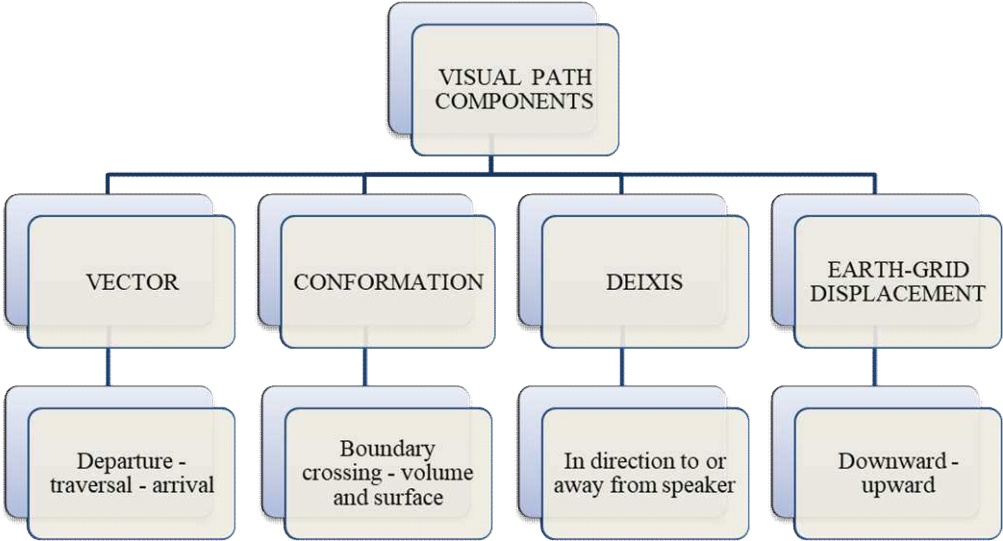 VISUAL PATH
COMPONENTS
VECTOR
CONFORMATION
DEIXIS
EARTH-GRID
DISPLACEMENT
Departure -
traversal - arrival
Boundary
crossing - volume
and surface
In direction to or
away from speaker
Downward -
upward